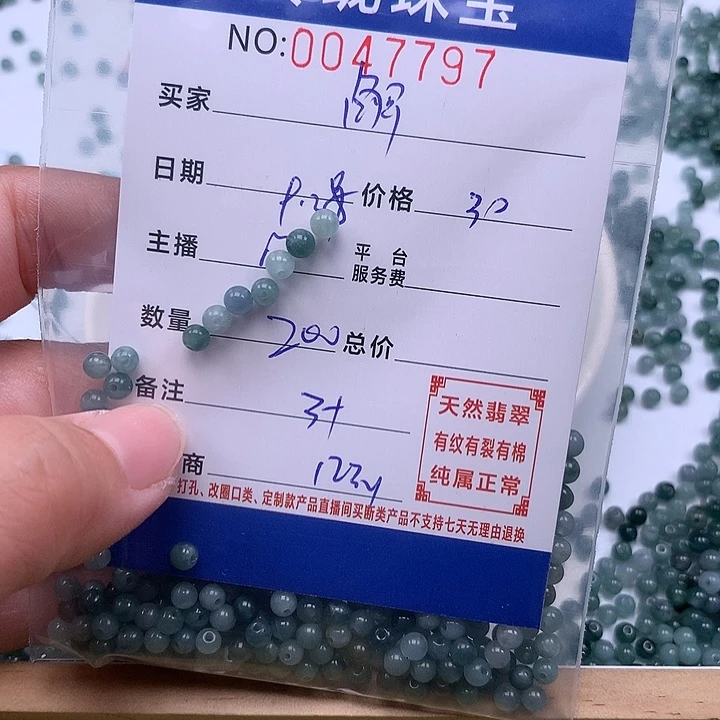 珠宝
NO:0047797
买家
日期 价格 30
主播 平台服务费
数量 200 总价
备注 3+
商
天然翡翠
有纹有裂有棉
纯属正常
打孔、改圈口类、定制款产品直播间买断类产品不支持七天无理由退换